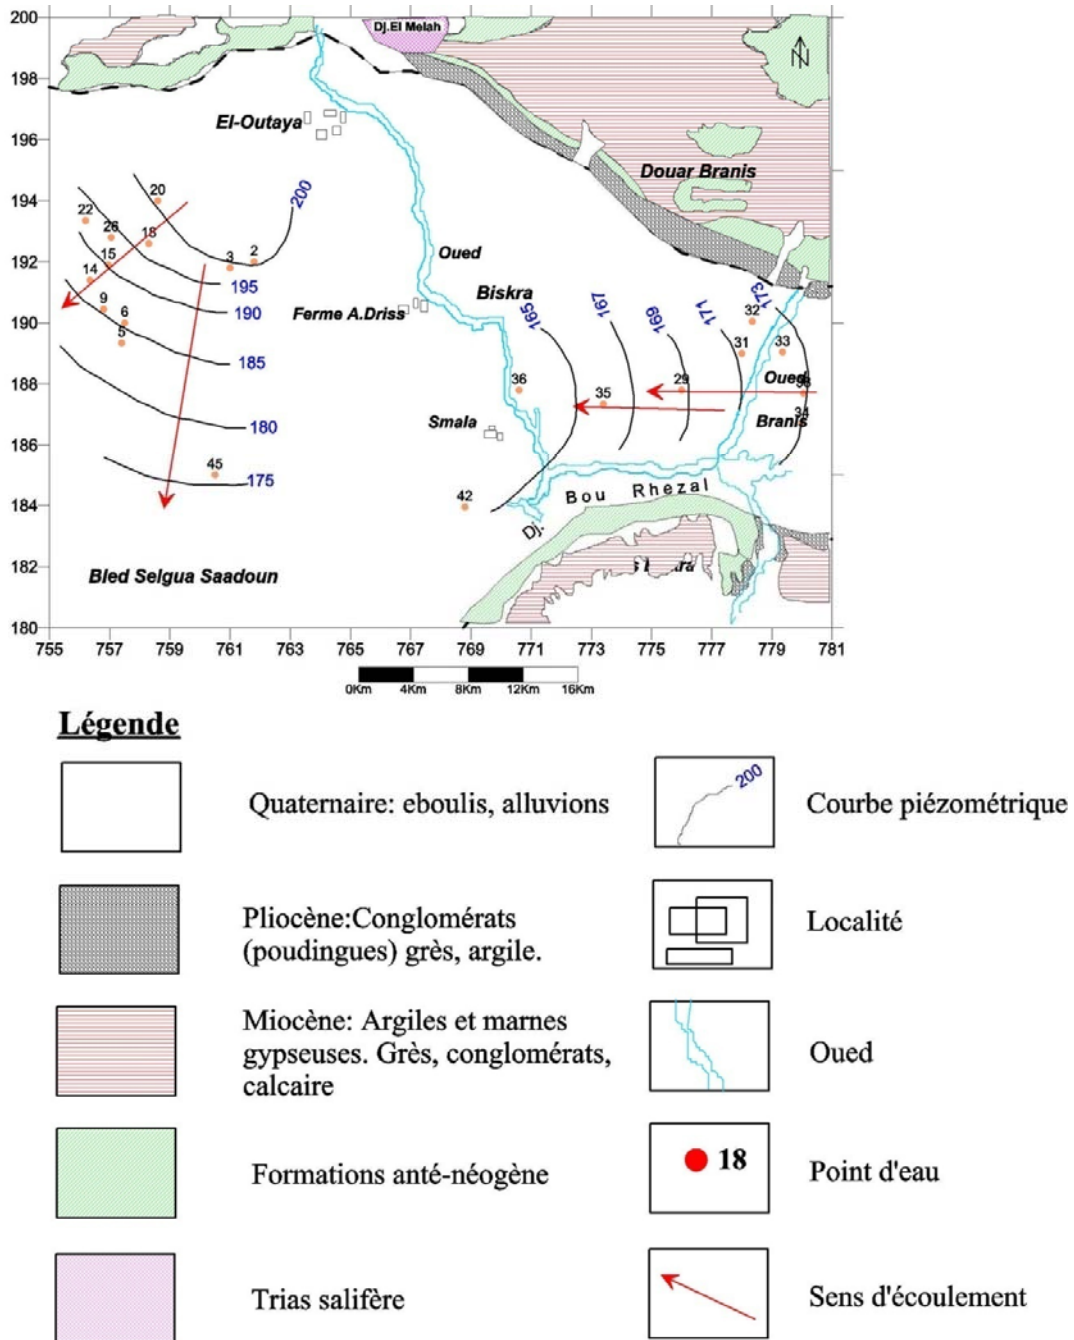 200
198
196
194
192
190
188
186
184
182
180
Dj.El Melah
N
El-Outaya
Douar Branis
20
200
22
26
18
3
2
Oued
15
14
195
Biskra
9
190
Ferme A.Driss
6
5
165
167
169
171
173
32
31
33
185
36
35
29
Oued
34
Branis
Smala
180
45
175
42
Dj. Bou Rhezal
Bled Selgua Saadoun
755 757 759 761 763 765 767 769 771 773 775 777 779 781
0Km 4Km 8Km 12Km 16Km
Légende
Quaternaire: eboulis, alluvions
200
Courbe piézométrique
Pliocène:Conglomérats
(poudingues) grès, argile.
Localité
Miocène: Argiles et marnes
gypseuses. Grès, conglomérats,
calcaire
Oued
Formations anté-néogène
18
Point d'eau
Trias salifère
Sens d'écoulement